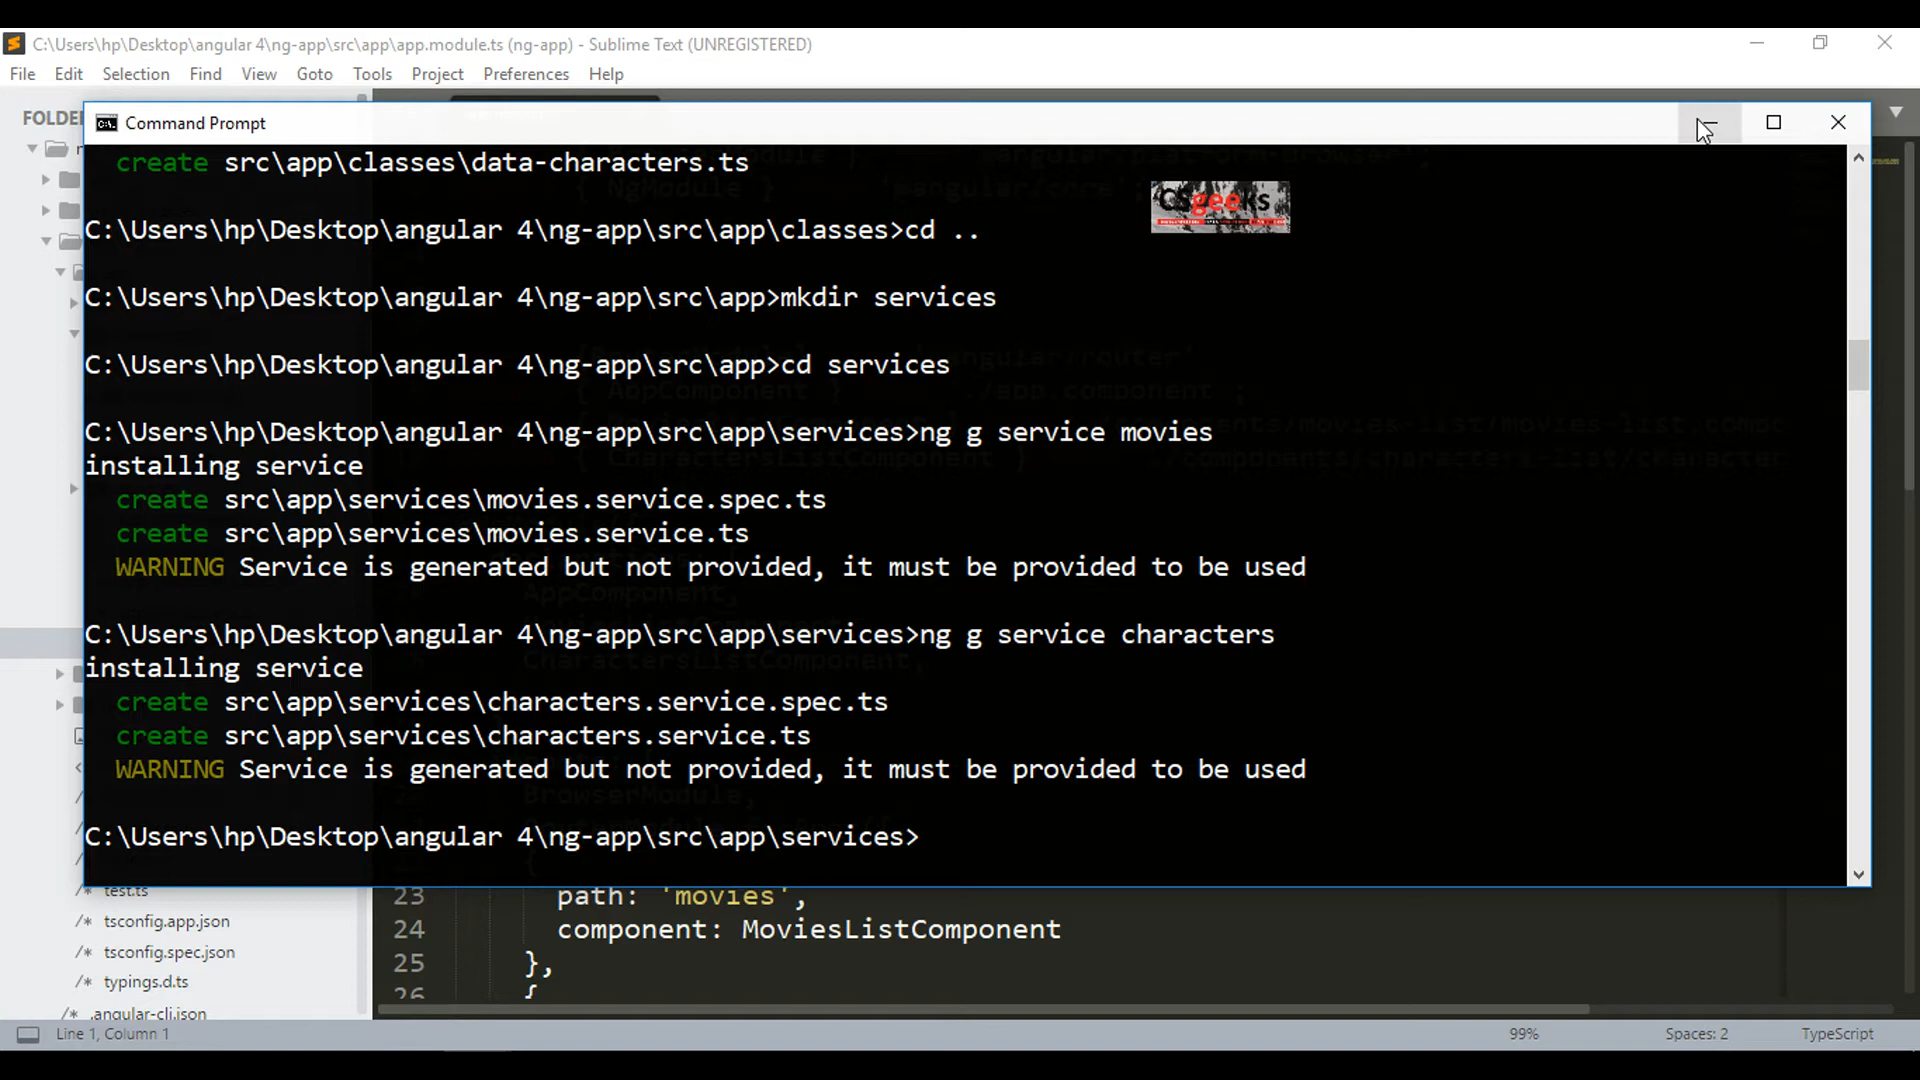 C:\Users\hp\Desktop\angular 4\ng-app\src\app\app.module.ts (ng-app) - Sublime Text (UNREGISTERED)
File Edit Selection Find View Goto Tools Project Preferences Help
Command Prompt
create src\app\classes\data-characters.ts
CSgeeks
C:\Users\hp\Desktop\angular 4\ng-app\src\app\classes>cd ..
C:\Users\hp\Desktop\angular 4\ng-app\src\app>mkdir services
C:\Users\hp\Desktop\angular 4\ng-app\src\app>cd services
C:\Users\hp\Desktop\angular 4\ng-app\src\app\services>ng g service movies
installing service
create src\app\services\movies.service.spec.ts
create src\app\services\movies.service.ts
WARNING Service is generated but not provided, it must be provided to be used
C:\Users\hp\Desktop\angular 4\ng-app\src\app\services>ng g service characters
installing service
create src\app\services\characters.service.spec.ts
create src\app\services\characters.service.ts
WARNING Service is generated but not provided, it must be provided to be used
C:\Users\hp\Desktop\angular 4\ng-app\src\app\services>
/* test.ts
/* tsconfig.app.json
/* tsconfig.spec.json
/* typings.d.ts
/* .angular-cli.json
23 path: 'movies',
24 component: MoviesListComponent
25 },
26 {
Line 1, Column 1
99%
Spaces: 2
TypeScript